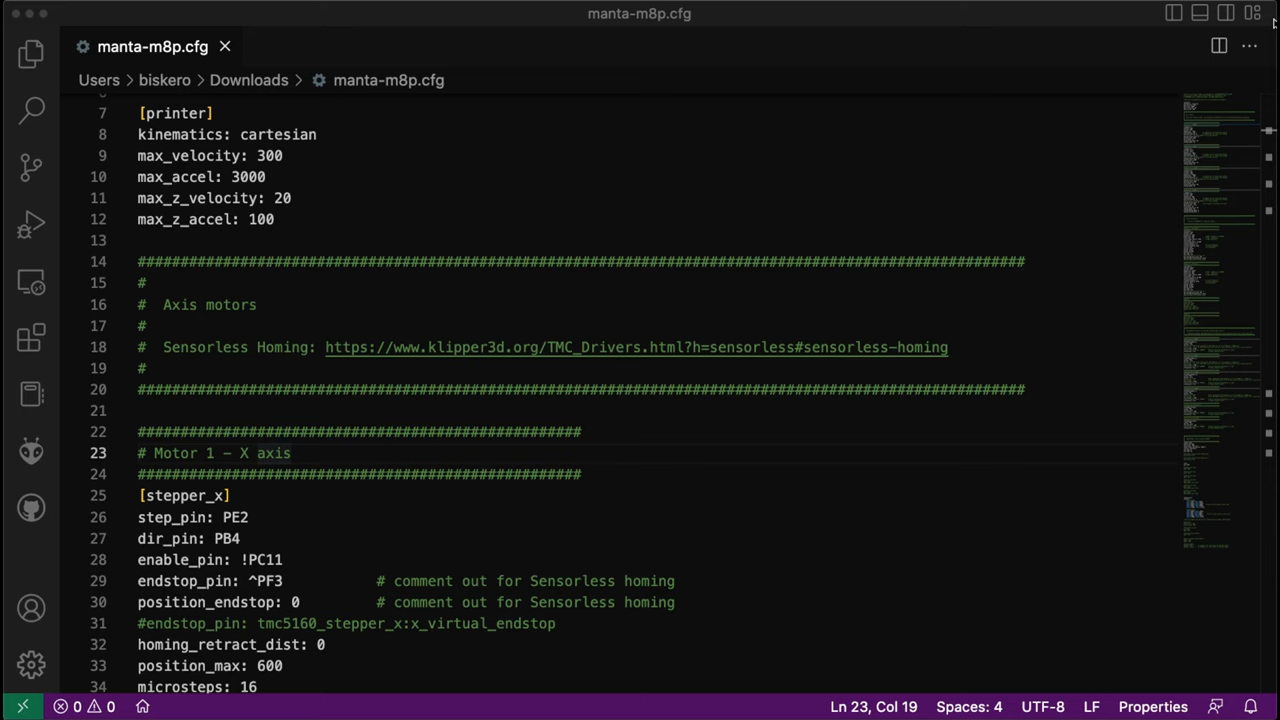 manta-m8p.cfg
manta-m8p.cfg
Users > biskero > Downloads > manta-m8p.cfg
7 [printer]
8 kinematics: cartesian
9 max_velocity: 300
10 max_accel: 3000
11 max_z_velocity: 20
12 max_z_accel: 100
13
14 ########################################################################################################
15 #
16 #  Axis motors
17 #
18 #  Sensorless Homing: https://www.klipper3d.org/TMC_Drivers.html?h=sensorless#sensorless-homing
19 #
20 ########################################################################################################
21
22 ####################################################
23 # Motor 1 - X axis
24 ####################################################
25 [stepper_x]
26 step_pin: PE2
27 dir_pin: PB4
28 enable_pin: !PC11
29 endstop_pin: ^PF3           # comment out for Sensorless homing
30 position_endstop: 0         # comment out for Sensorless homing
31 #endstop_pin: tmc5160_stepper_x:x_virtual_endstop
32 homing_retract_dist: 0
33 position_max: 600
34 microsteps: 16
0 0 Ln 23, Col 19 Spaces: 4 UTF-8 LF Properties